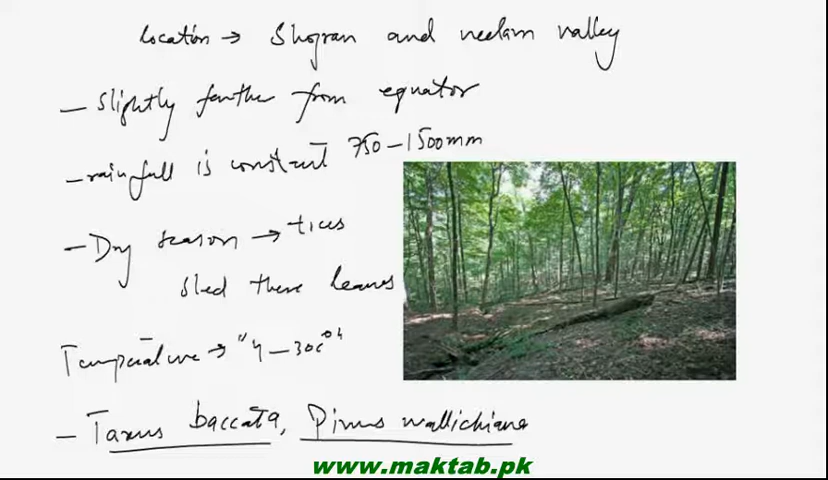 Location → Shogran and neelam valley
- Slightly farther from equator
- rainfall is constant 750-1500mm
- Dry season → trees
shed there leaves
Temperature → "4-30c°"
- Taxus baccata, Pinus wallichiana
www.maktab.pk